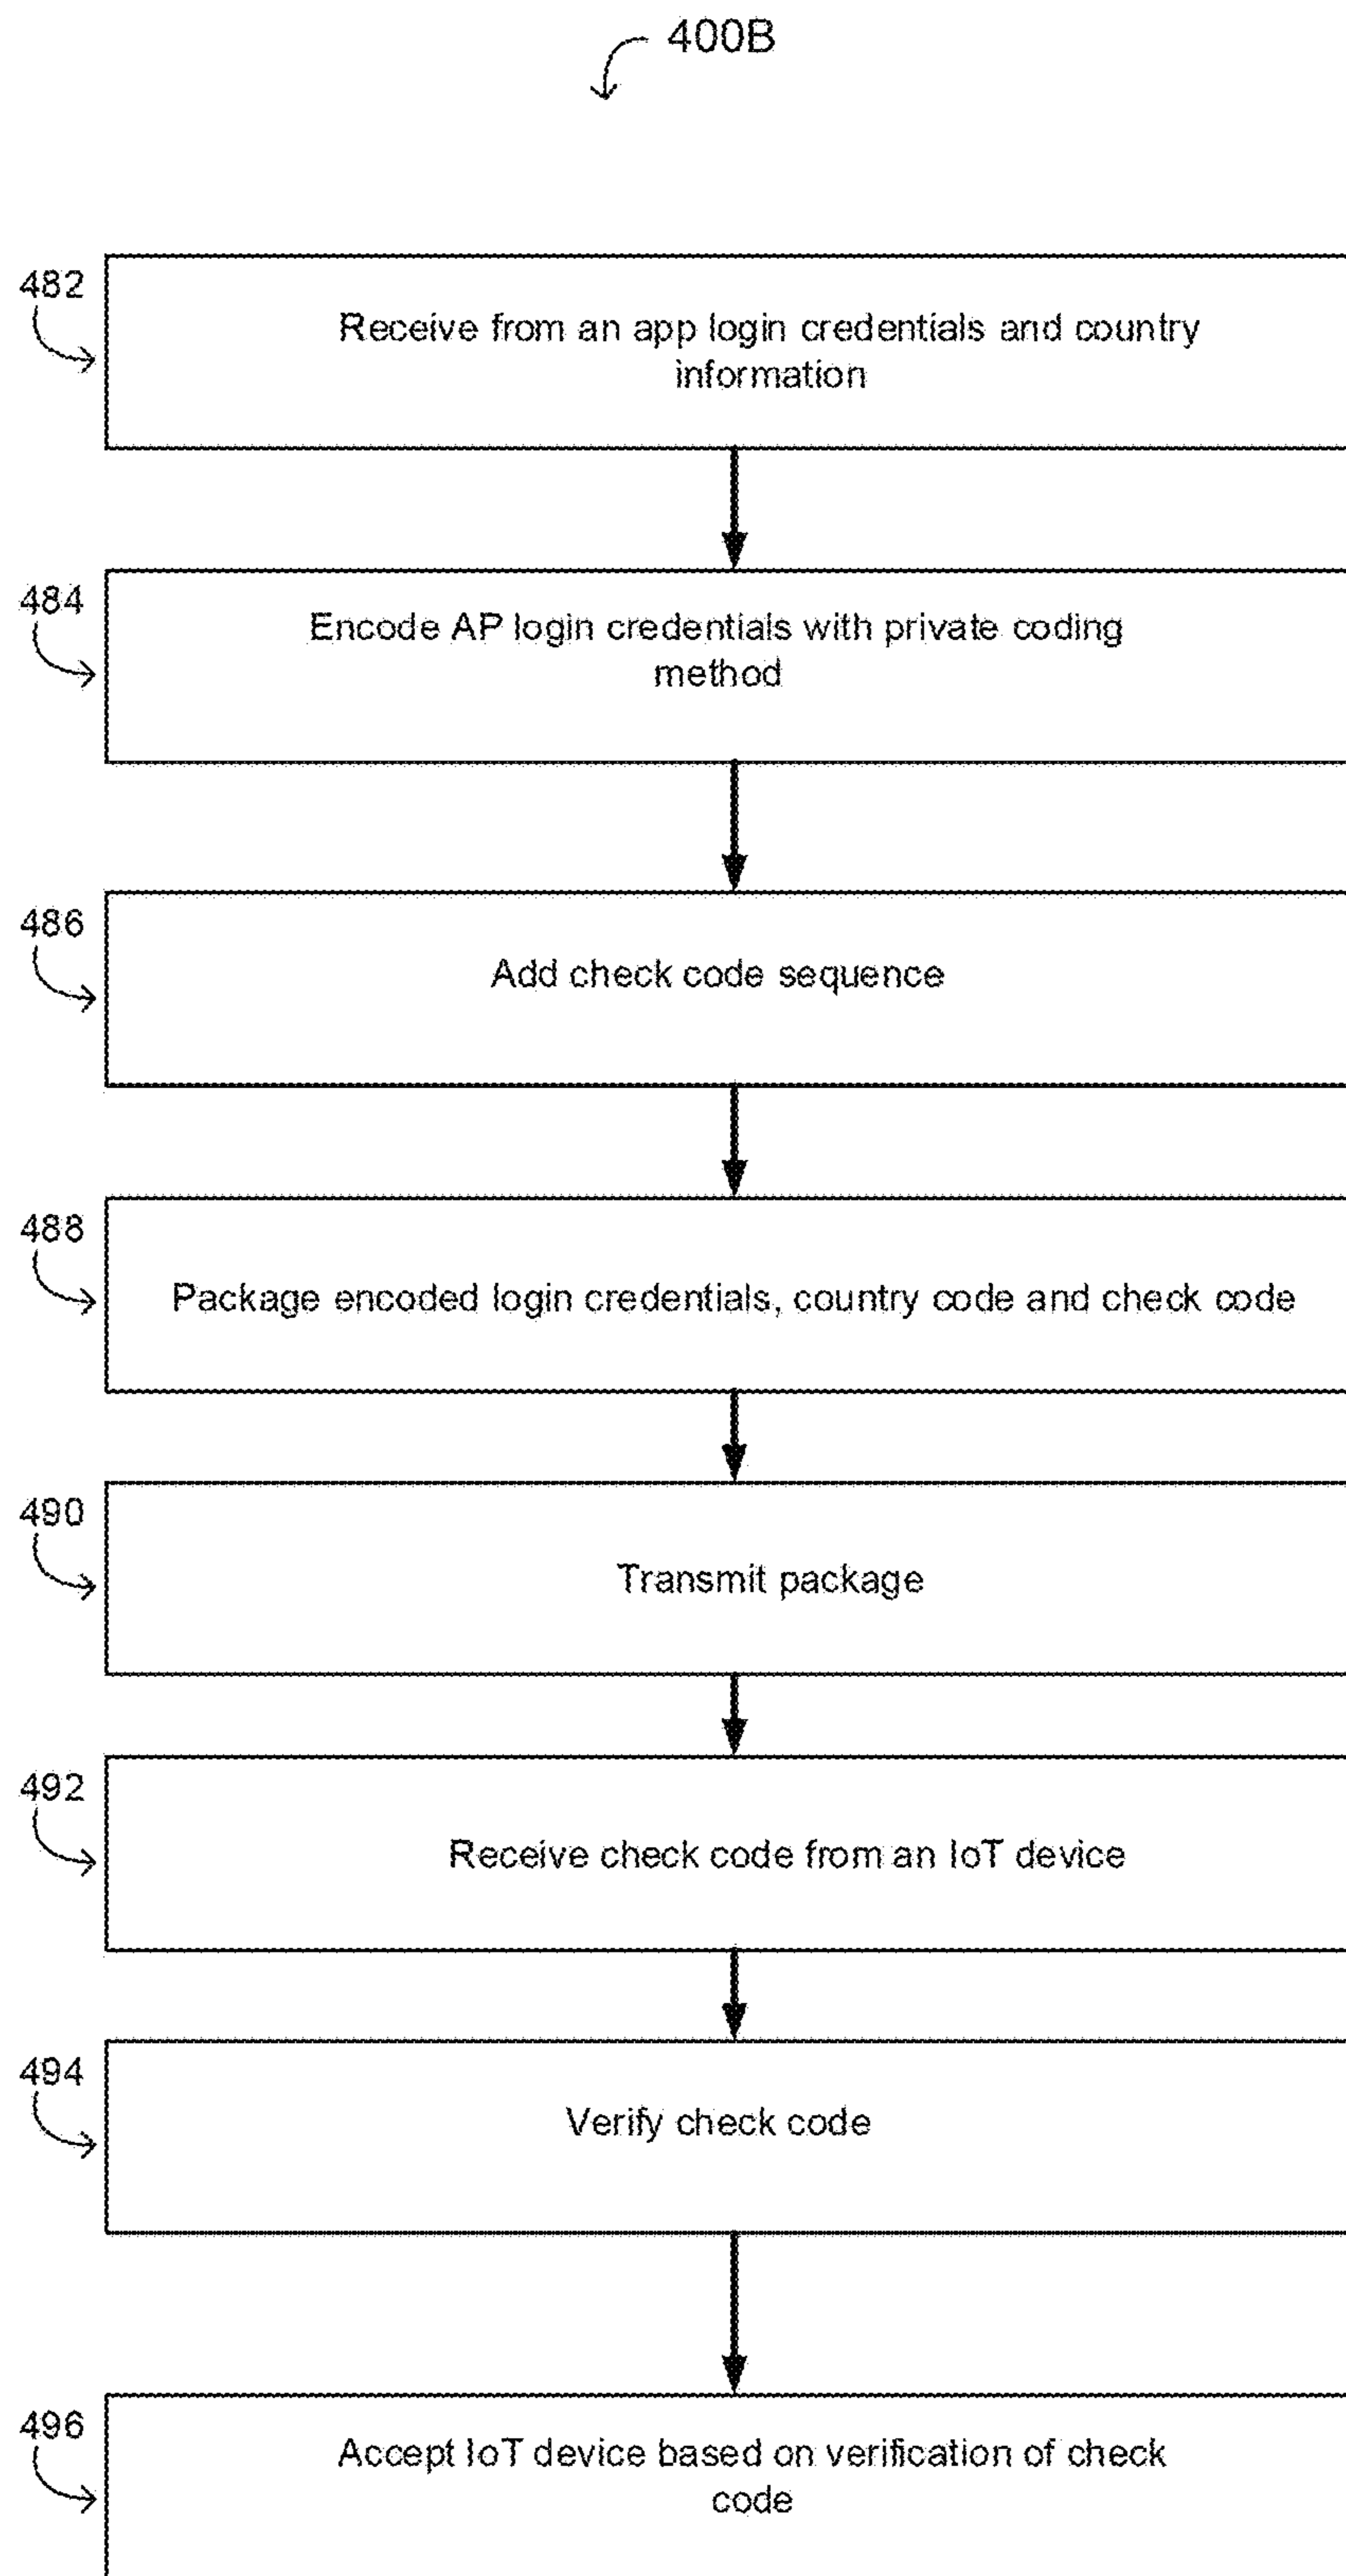 400B
482
Receive from an app login credentials and country
information
484
Encode AP login credentials with private coding
method
486
Add check code sequence
488
Package encoded login credentials, country code and check code
490
Transmit package
492
Receive check code from an IoT device
494
Verify check code
496
Accept IoT device based on verification of check
code